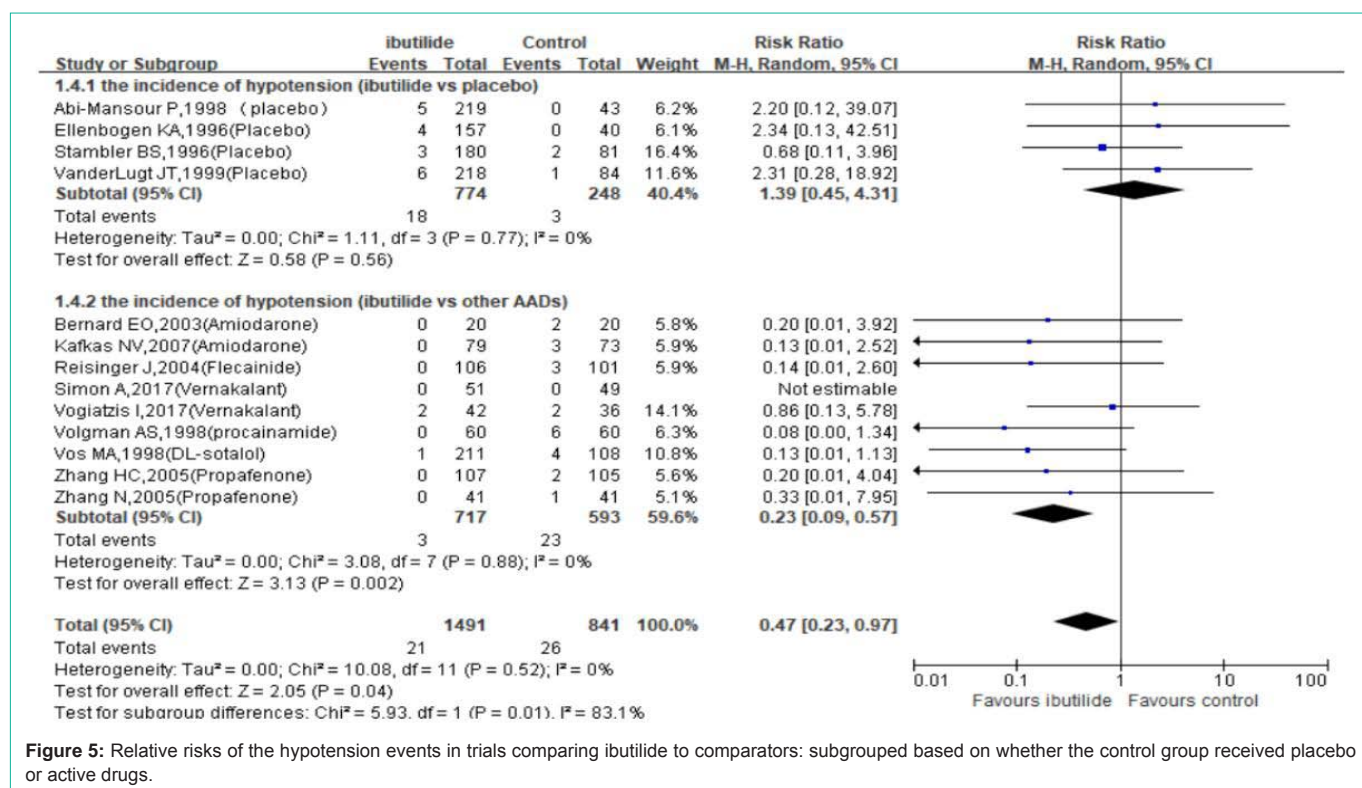 ibutilide Control Risk Ratio Risk Ratio
Study or Subgroup Events Total Events Total Weight M-H, Random, 95% CI M-H, Random, 95% CI
1.4.1 the incidence of hypotension (ibutilide vs placebo)
Abi-Mansour P,1998 (placebo) 5 219 0 43 6.2% 2.20 [0.12, 39.07]
Ellenbogen KA,1996(Placebo) 4 157 0 40 6.1% 2.34 [0.13, 42.51]
Stambler BS,1996(Placebo) 3 180 2 81 16.4% 0.68 [0.11, 3.96]
VanderLugt JT,1999(Placebo) 6 218 1 84 11.6% 2.31 [0.28, 18.92]
Subtotal (95% CI) 774 248 40.4% 1.39 [0.45, 4.31]
Total events 18 3
Heterogeneity: Tau² = 0.00; Chi² = 1.11, df = 3 (P = 0.77); I² = 0%
Test for overall effect: Z = 0.58 (P = 0.56)
1.4.2 the incidence of hypotension (ibutilide vs other AADs)
Bernard EO,2003(Amiodarone) 0 20 2 20 5.8% 0.20 [0.01, 3.92]
Kafkas NV,2007(Amiodarone) 0 79 3 73 5.9% 0.13 [0.01, 2.52]
Reisinger J,2004(Flecainide) 0 106 3 101 5.9% 0.14 [0.01, 2.60]
Simon A,2017(Vernakalant) 0 51 0 49 Not estimable
Vogiatzis I,2017(Vernakalant) 2 42 2 36 14.1% 0.86 [0.13, 5.78]
Volgman AS,1998(procainamide) 0 60 6 60 6.3% 0.08 [0.00, 1.34]
Vos MA,1998(DL-sotalol) 1 211 4 108 10.8% 0.13 [0.01, 1.13]
Zhang HC,2005(Propafenone) 0 107 2 105 5.6% 0.20 [0.01, 4.04]
Zhang N,2005(Propafenone) 0 41 1 41 5.1% 0.33 [0.01, 7.95]
Subtotal (95% CI) 717 593 59.6% 0.23 [0.09, 0.57]
Total events 3 23
Heterogeneity: Tau² = 0.00; Chi² = 3.08, df = 7 (P = 0.88); I² = 0%
Test for overall effect: Z = 3.13 (P = 0.002)
Total (95% CI) 1491 841 100.0% 0.47 [0.23, 0.97]
Total events 21 26
Heterogeneity: Tau² = 0.00; Chi² = 10.08, df = 11 (P = 0.52); I² = 0%
Test for overall effect: Z = 2.05 (P = 0.04)
Test for subgroup differences: Chi² = 5.93, df = 1 (P = 0.01), I² = 83.1%
0.01 0.1 1 10 100
Favours ibutilide Favours control
Figure 5: Relative risks of the hypotension events in trials comparing ibutilide to comparators: subgrouped based on whether the control group received placebo
or active drugs.